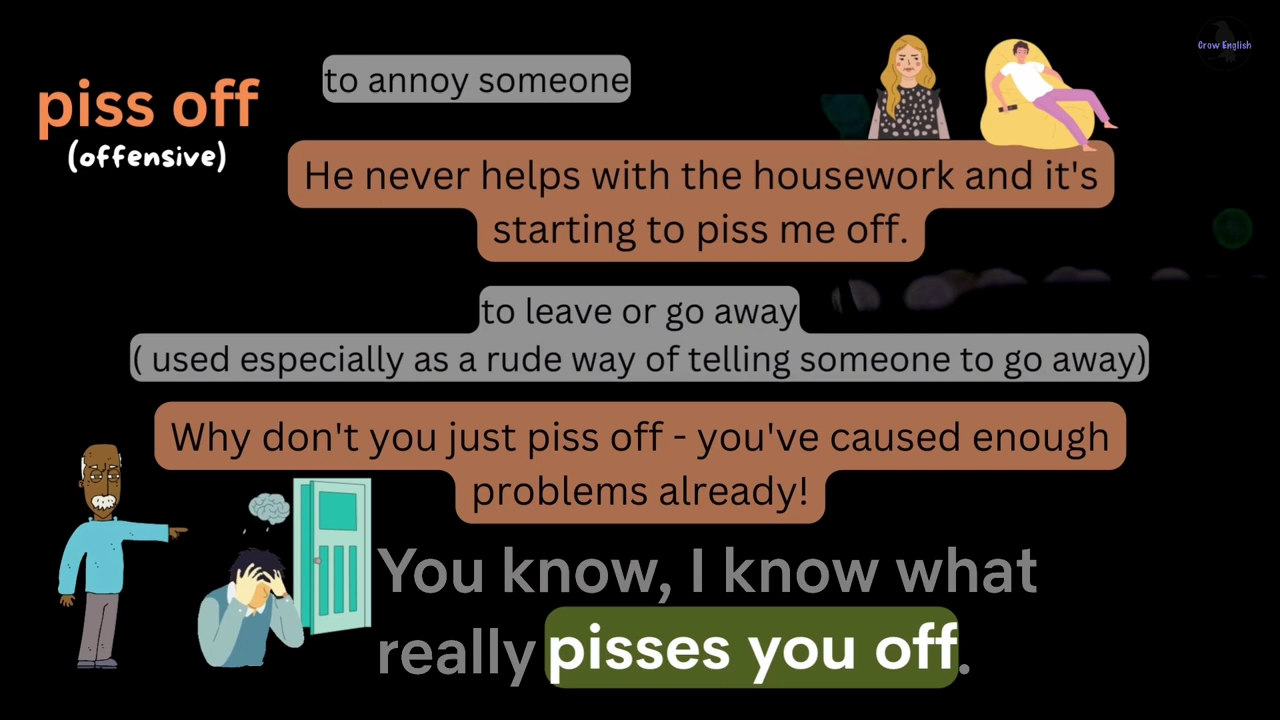 Crow English
piss off
(offensive)
to annoy someone
He never helps with the housework and it's
starting to piss me off.
to leave or go away
( used especially as a rude way of telling someone to go away)
Why don't you just piss off - you've caused enough
problems already!
You know, I know what
really pisses you off.